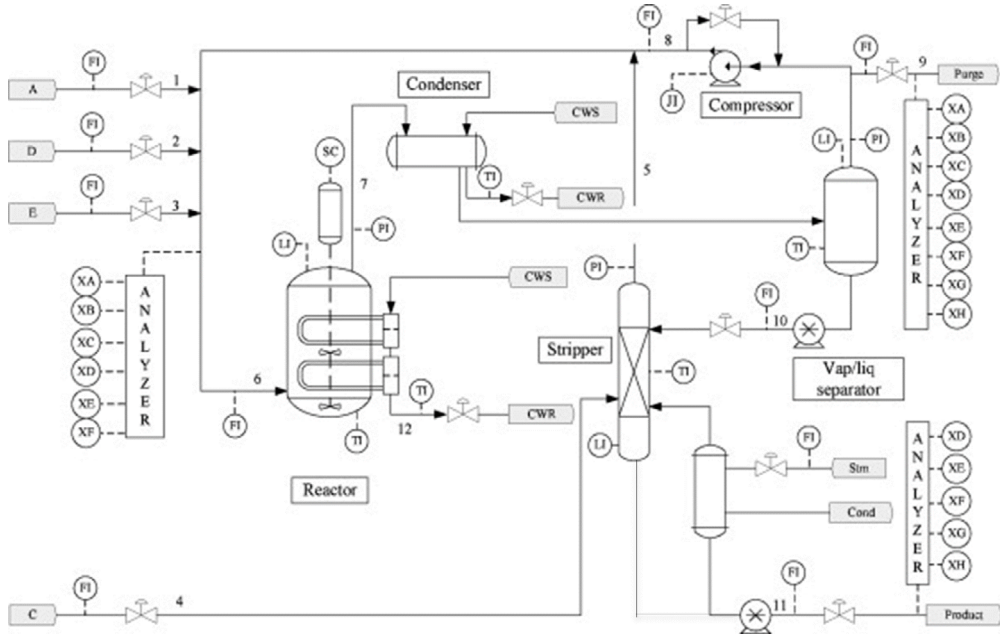 FI
8
FI
9
Purge
JI
Compressor
FI
1
A
FI
2
D
FI
3
E
Condenser
CWS
TI
CWR
7
5
SC
PI
LI
LI
PI
TI
A
N
A
L
Y
Z
E
R
XA
XB
XC
XD
XE
XF
XG
XH
XA
XB
XC
XD
XE
XF
A
N
A
L
Y
Z
E
R
6
FI
CWS
TI
12
CWR
TI
Reactor
PI
Stripper
TI
LI
FI
10
Vap/liq
separator
FI
Stm
Cond
A
N
A
L
Y
Z
E
R
XD
XE
XF
XG
XH
C
FI
4
11
FI
Product